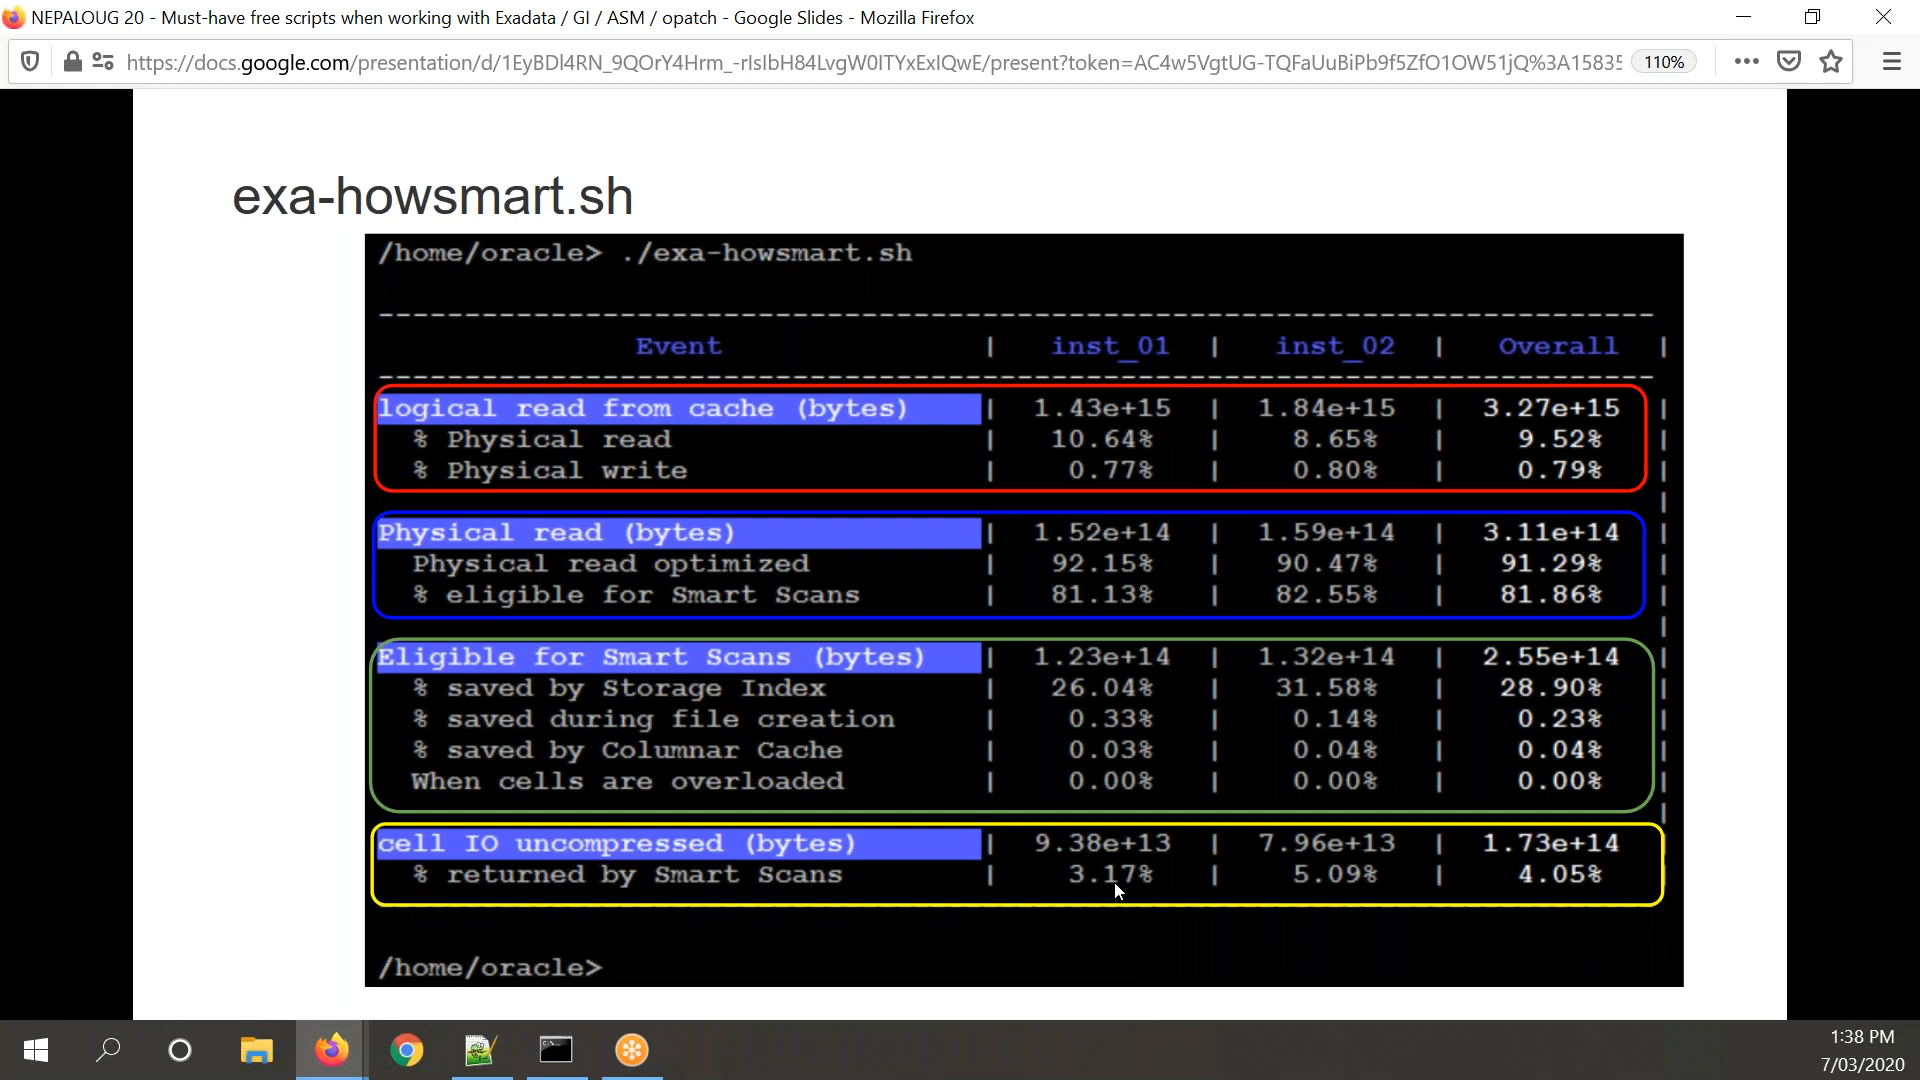 NEPALOUG 20 - Must-have free scripts when working with Exadata / GI / ASM / opatch - Google Slides - Mozilla Firefox
https://docs.google.com/presentation/d/1EyBDl4RN_9QOrY4Hrm_-rIsIbH84LvgW0ITYxExIQwE/present?token=AC4w5VgtUG-TQFaUuBiPb9f5ZfO1OW51jQ%3A15835 110%
exa-howsmart.sh
/home/oracle> ./exa-howsmart.sh
Event | inst_01 | inst_02 | Overall |
logical read from cache (bytes) | 1.43e+15 | 1.84e+15 | 3.27e+15 |
% Physical read | 10.64% | 8.65% | 9.52% |
% Physical write | 0.77% | 0.80% | 0.79% |
Physical read (bytes) | 1.52e+14 | 1.59e+14 | 3.11e+14 |
Physical read optimized | 92.15% | 90.47% | 91.29% |
% eligible for Smart Scans | 81.13% | 82.55% | 81.86% |
Eligible for Smart Scans (bytes) | 1.23e+14 | 1.32e+14 | 2.55e+14 |
% saved by Storage Index | 26.04% | 31.58% | 28.90% |
% saved during file creation | 0.33% | 0.14% | 0.23% |
% saved by Columnar Cache | 0.03% | 0.04% | 0.04% |
When cells are overloaded | 0.00% | 0.00% | 0.00% |
cell IO uncompressed (bytes) | 9.38e+13 | 7.96e+13 | 1.73e+14
% returned by Smart Scans | 3.17% | 5.09% | 4.05%
/home/oracle>
1:38 PM
7/03/2020